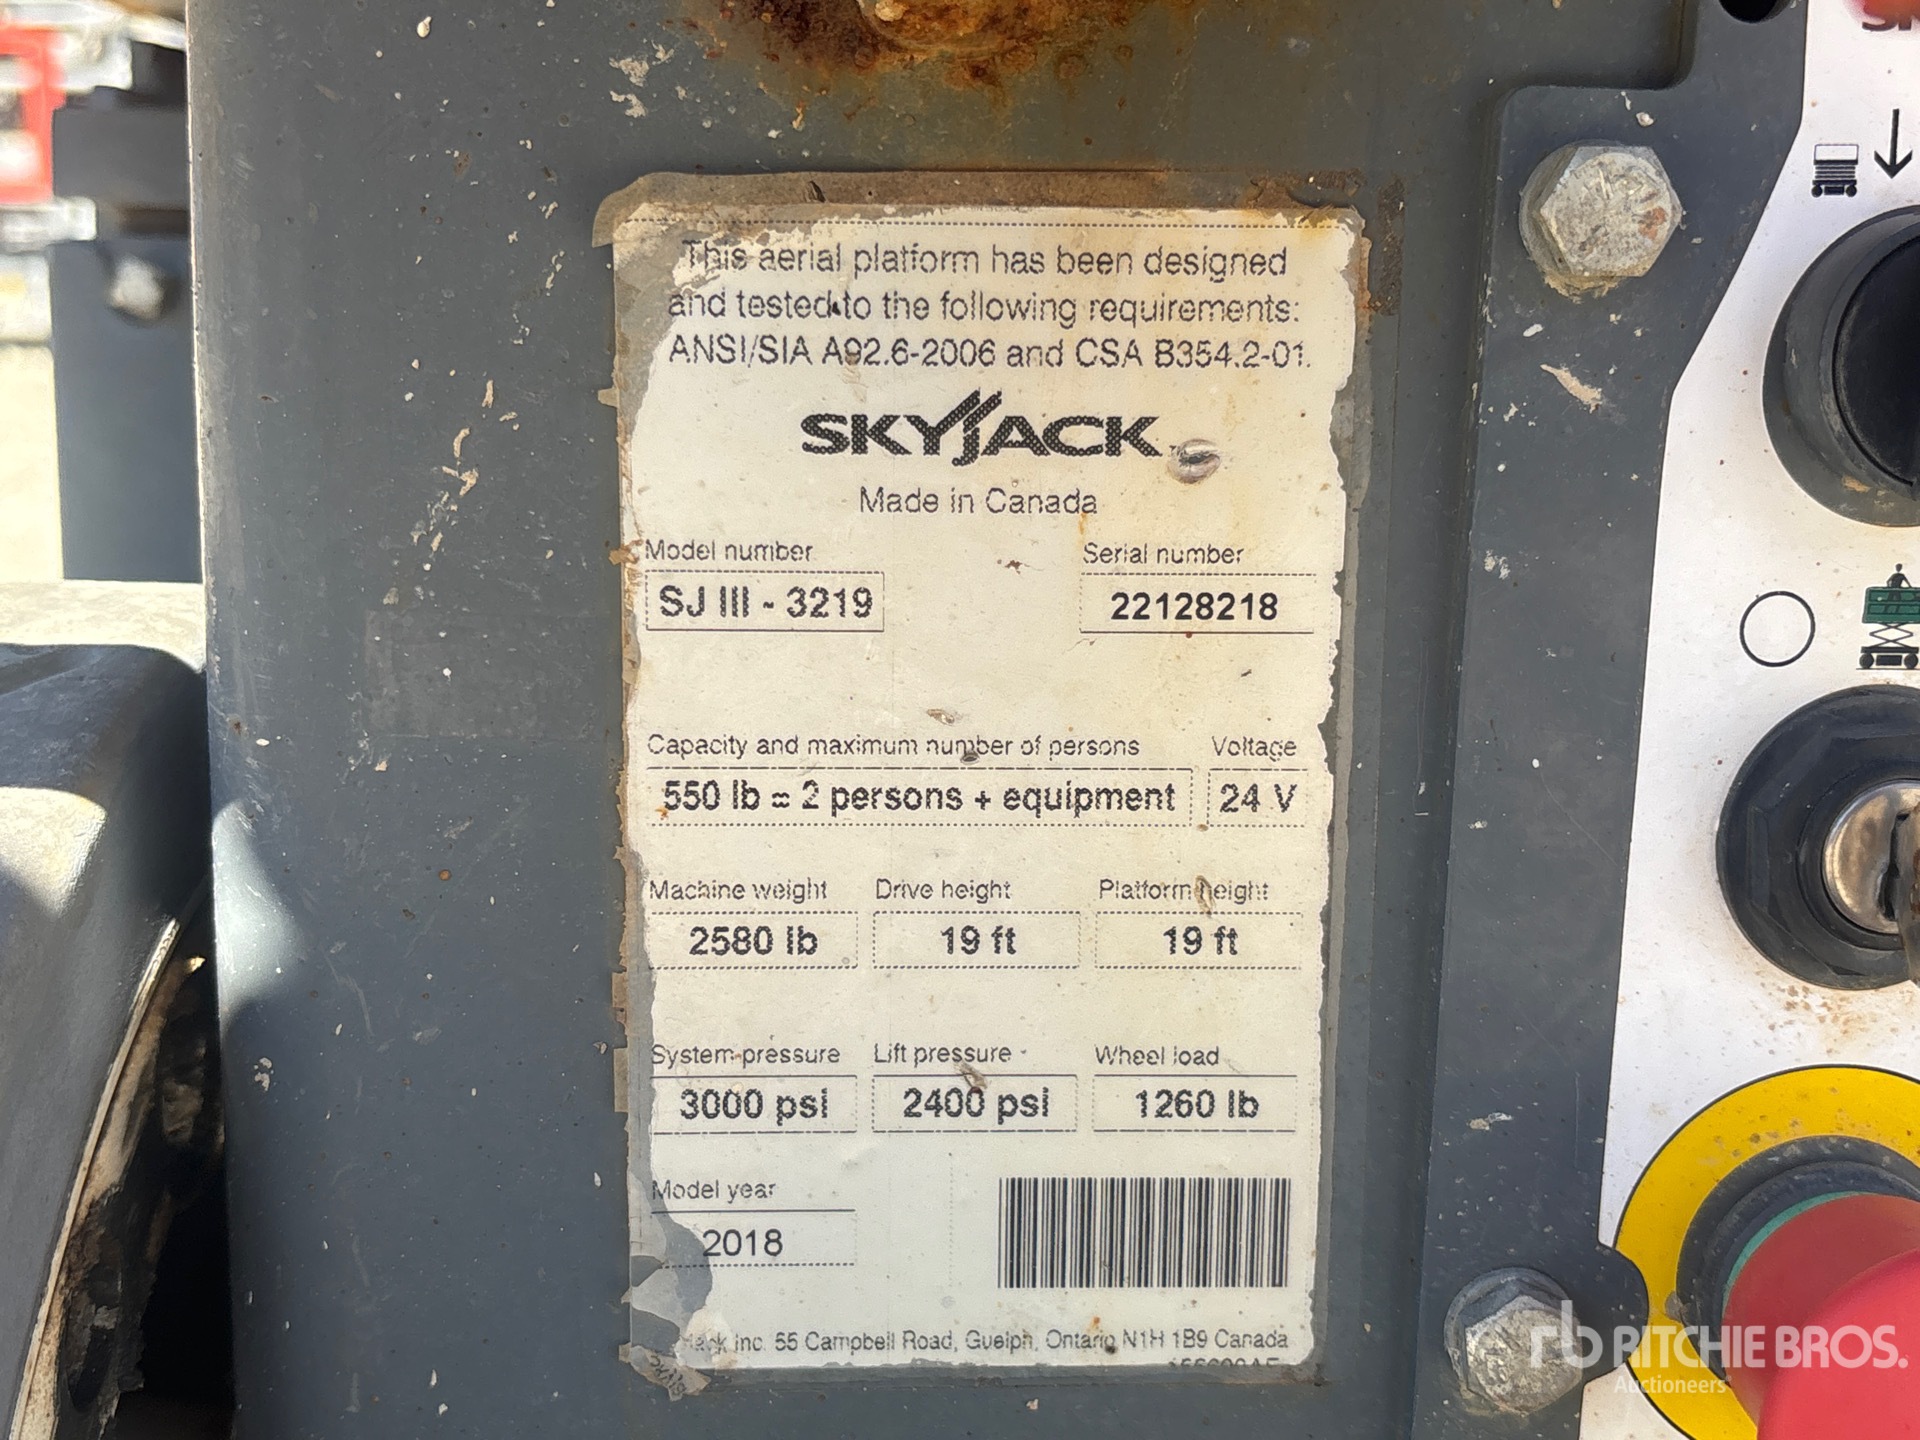 This aerial platform has been designed
and tested to the following requirements:
ANSI/SIA A92.6-2006 and CSA B354.2-01.
SKYJACK
Made in Canada
Model number
SJ III - 3219
Serial number
22128218
Capacity and maximum number of persons
550 lb = 2 persons + equipment
Voltage
24 V
Machine weight
2580 lb
Drive height
19 ft
Platform height
19 ft
System pressure
3000 psi
Lift pressure
2400 psi
Wheel load
1260 lb
Model year
2018
Inc. 55 Campbell Road, Guelph, Ontario N1H 1B9 Canada
rb RITCHIE BROS.
Auctioneers